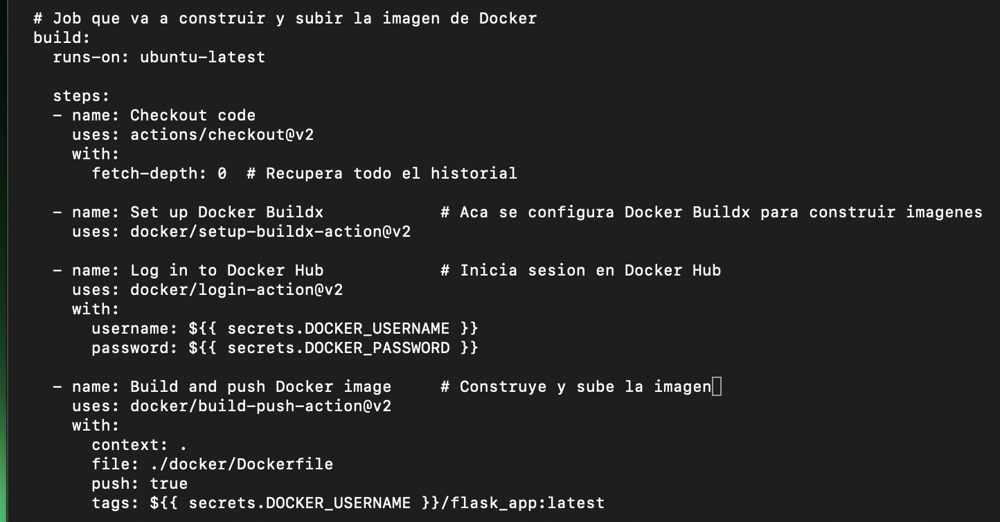 # Job que va a construir y subir la imagen de Docker
build:
  runs-on: ubuntu-latest

  steps:
  - name: Checkout code
    uses: actions/checkout@v2
    with:
      fetch-depth: 0  # Recupera todo el historial

  - name: Set up Docker Buildx            # Aca se configura Docker Buildx para construir imagenes
    uses: docker/setup-buildx-action@v2

  - name: Log in to Docker Hub            # Inicia sesion en Docker Hub
    uses: docker/login-action@v2
    with:
      username: ${{ secrets.DOCKER_USERNAME }}
      password: ${{ secrets.DOCKER_PASSWORD }}

  - name: Build and push Docker image     # Construye y sube la imagen
    uses: docker/build-push-action@v2
    with:
      context: .
      file: ./docker/Dockerfile
      push: true
      tags: ${{ secrets.DOCKER_USERNAME }}/flask_app:latest